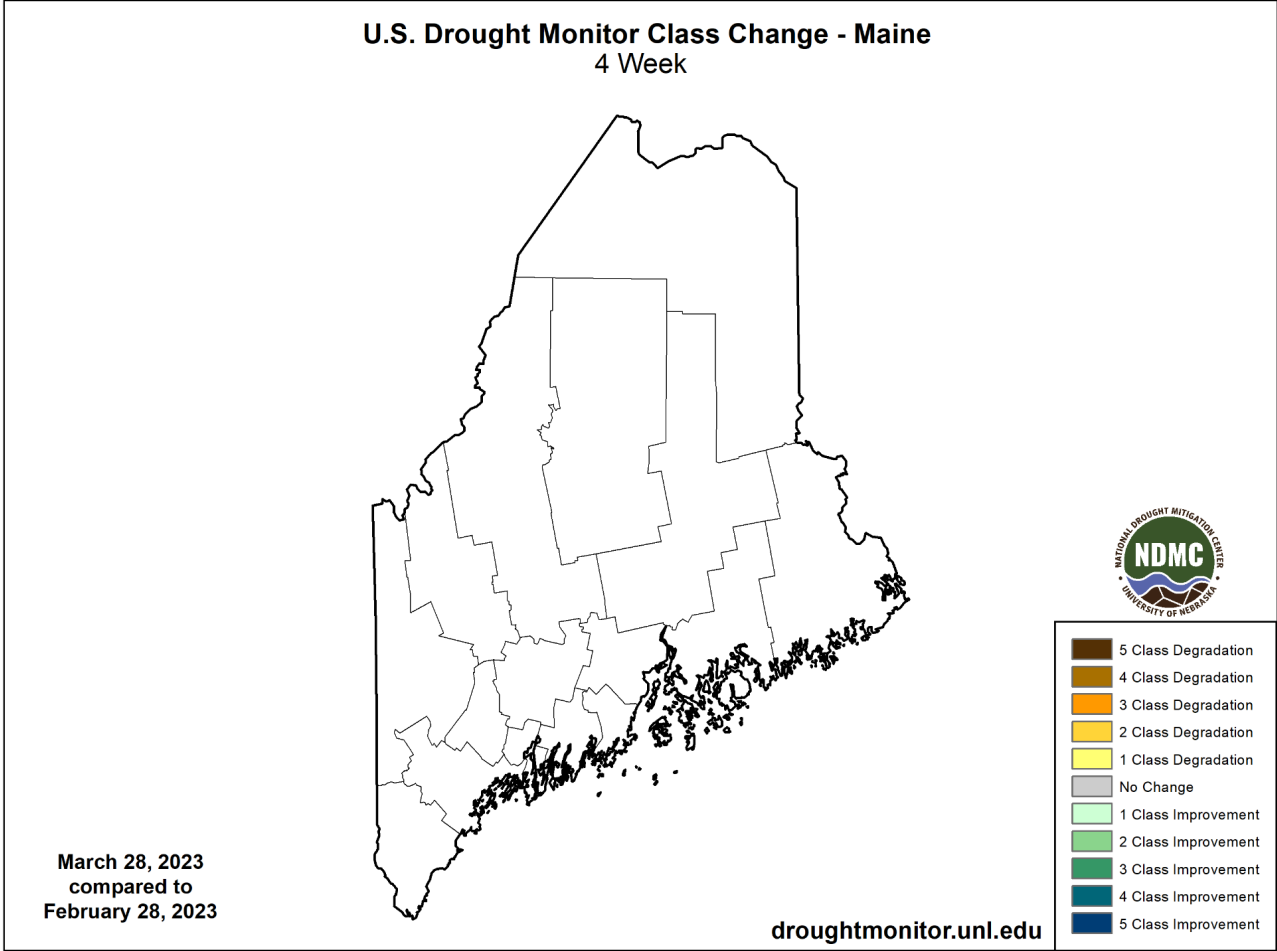 U.S. Drought Monitor Class Change - Maine
4 Week
NATIONAL DROUGHT MITIGATION CENTER
NDMC
UNIVERSITY OF NEBRASKA
5 Class Degradation
4 Class Degradation
3 Class Degradation
2 Class Degradation
1 Class Degradation
No Change
1 Class Improvement
2 Class Improvement
3 Class Improvement
4 Class Improvement
5 Class Improvement
March 28, 2023
compared to
February 28, 2023
droughtmonitor.unl.edu